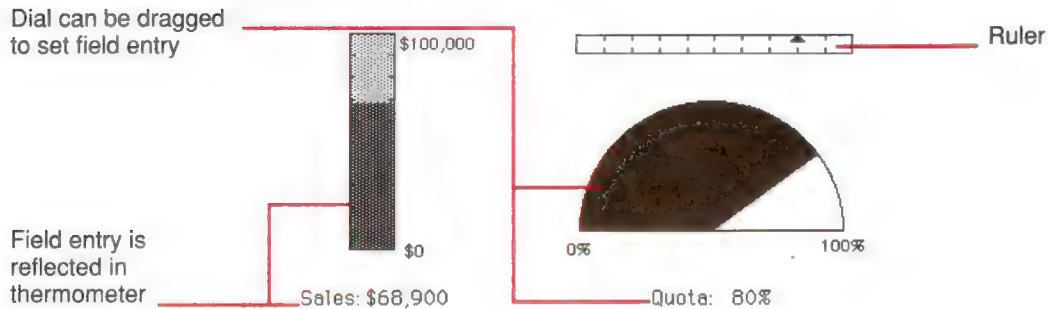 Dial can be dragged
to set field entry
$100,000
Ruler
Field entry is
reflected in
thermometer
$0
0%
100%
Sales: $68,900
Quota: 80%